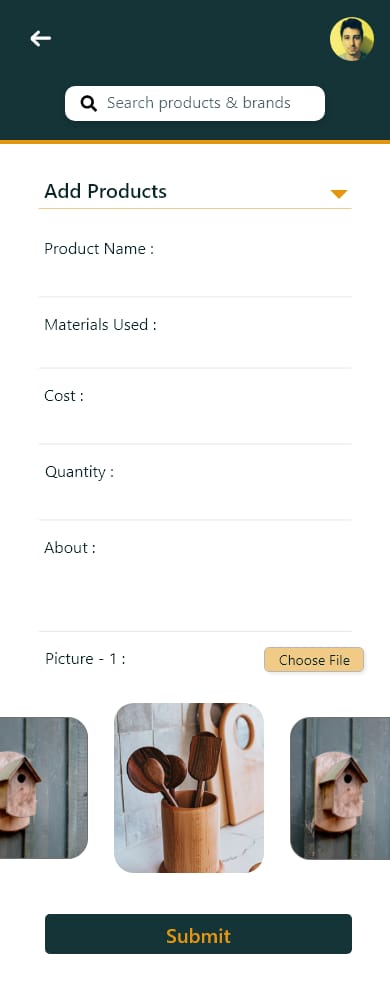 Search products & brands
Add Products
Product Name :
Materials Used :
Cost :
Quantity :
About :
Picture - 1 :
Choose File
Submit